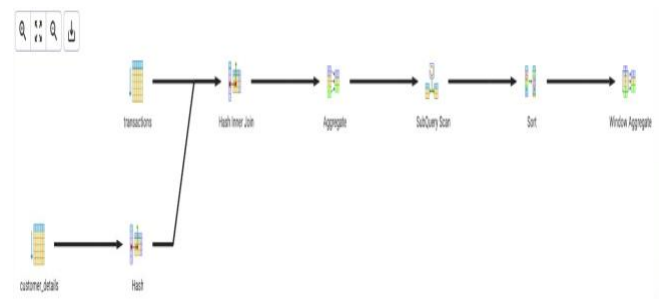 transactions
Hash Inner Join
Aggregate
SubQuery Scan
Sort
Window Aggregate
customer_details
Hash